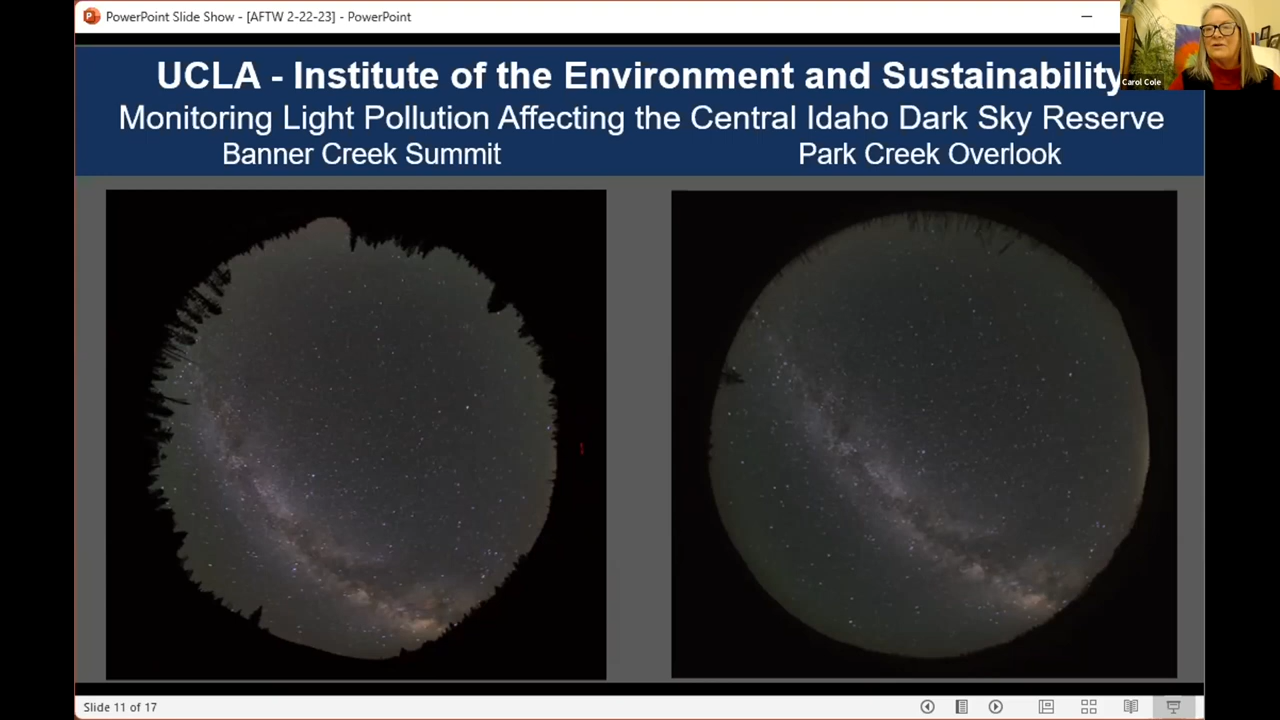 PowerPoint Slide Show - [AFTW 2-22-23] - PowerPoint
Carol Cole
UCLA - Institute of the Environment and Sustainability
Monitoring Light Pollution Affecting the Central Idaho Dark Sky Reserve
Banner Creek Summit
Park Creek Overlook
Slide 11 of 17